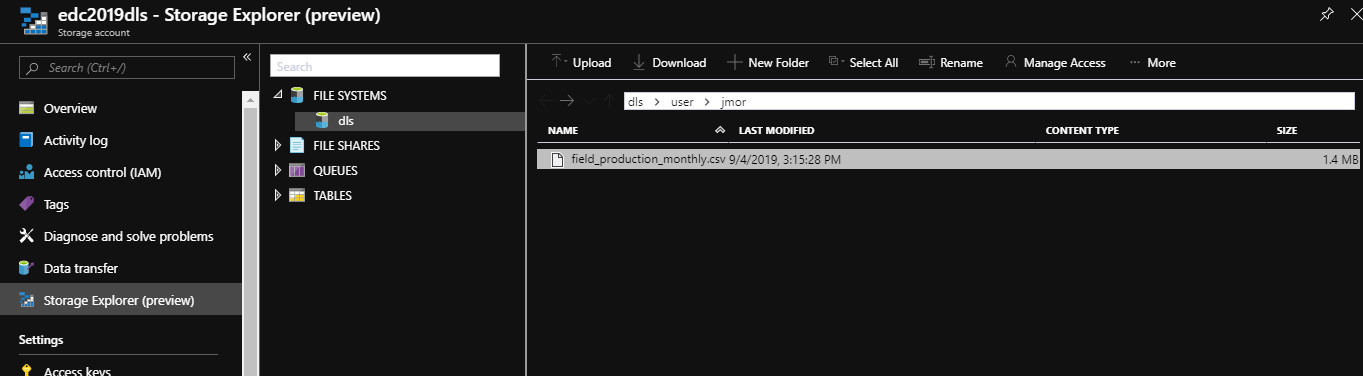 edc2019dls - Storage Explorer (preview)
Storage account
Search (Ctrl+/)
Overview
Activity log
Access control (IAM)
Tags
Diagnose and solve problems
Data transfer
Storage Explorer (preview)
Settings
Access keys
Search
FILE SYSTEMS
dls
FILE SHARES
QUEUES
TABLES
Upload Download New Folder Select All Rename Manage Access ··· More
dls > user > jmor
NAME LAST MODIFIED CONTENT TYPE SIZE
field_production_monthly.csv 9/4/2019, 3:15:28 PM 1.4 MB